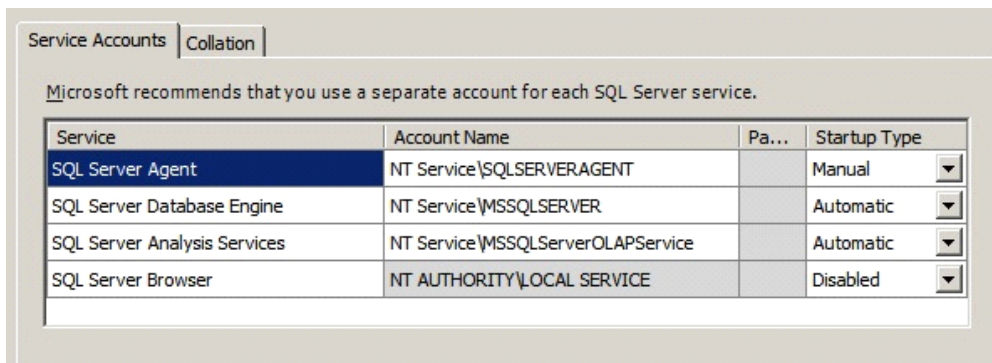 Service Accounts Collation
Microsoft recommends that you use a separate account for each SQL Server service.
Service Account Name Pa... Startup Type
SQL Server Agent NT Service\SQLSERVERAGENT Manual
SQL Server Database Engine NT Service\MSSQLSERVER Automatic
SQL Server Analysis Services NT Service\MSSQLServerOLAPService Automatic
SQL Server Browser NT AUTHORITY\LOCAL SERVICE Disabled